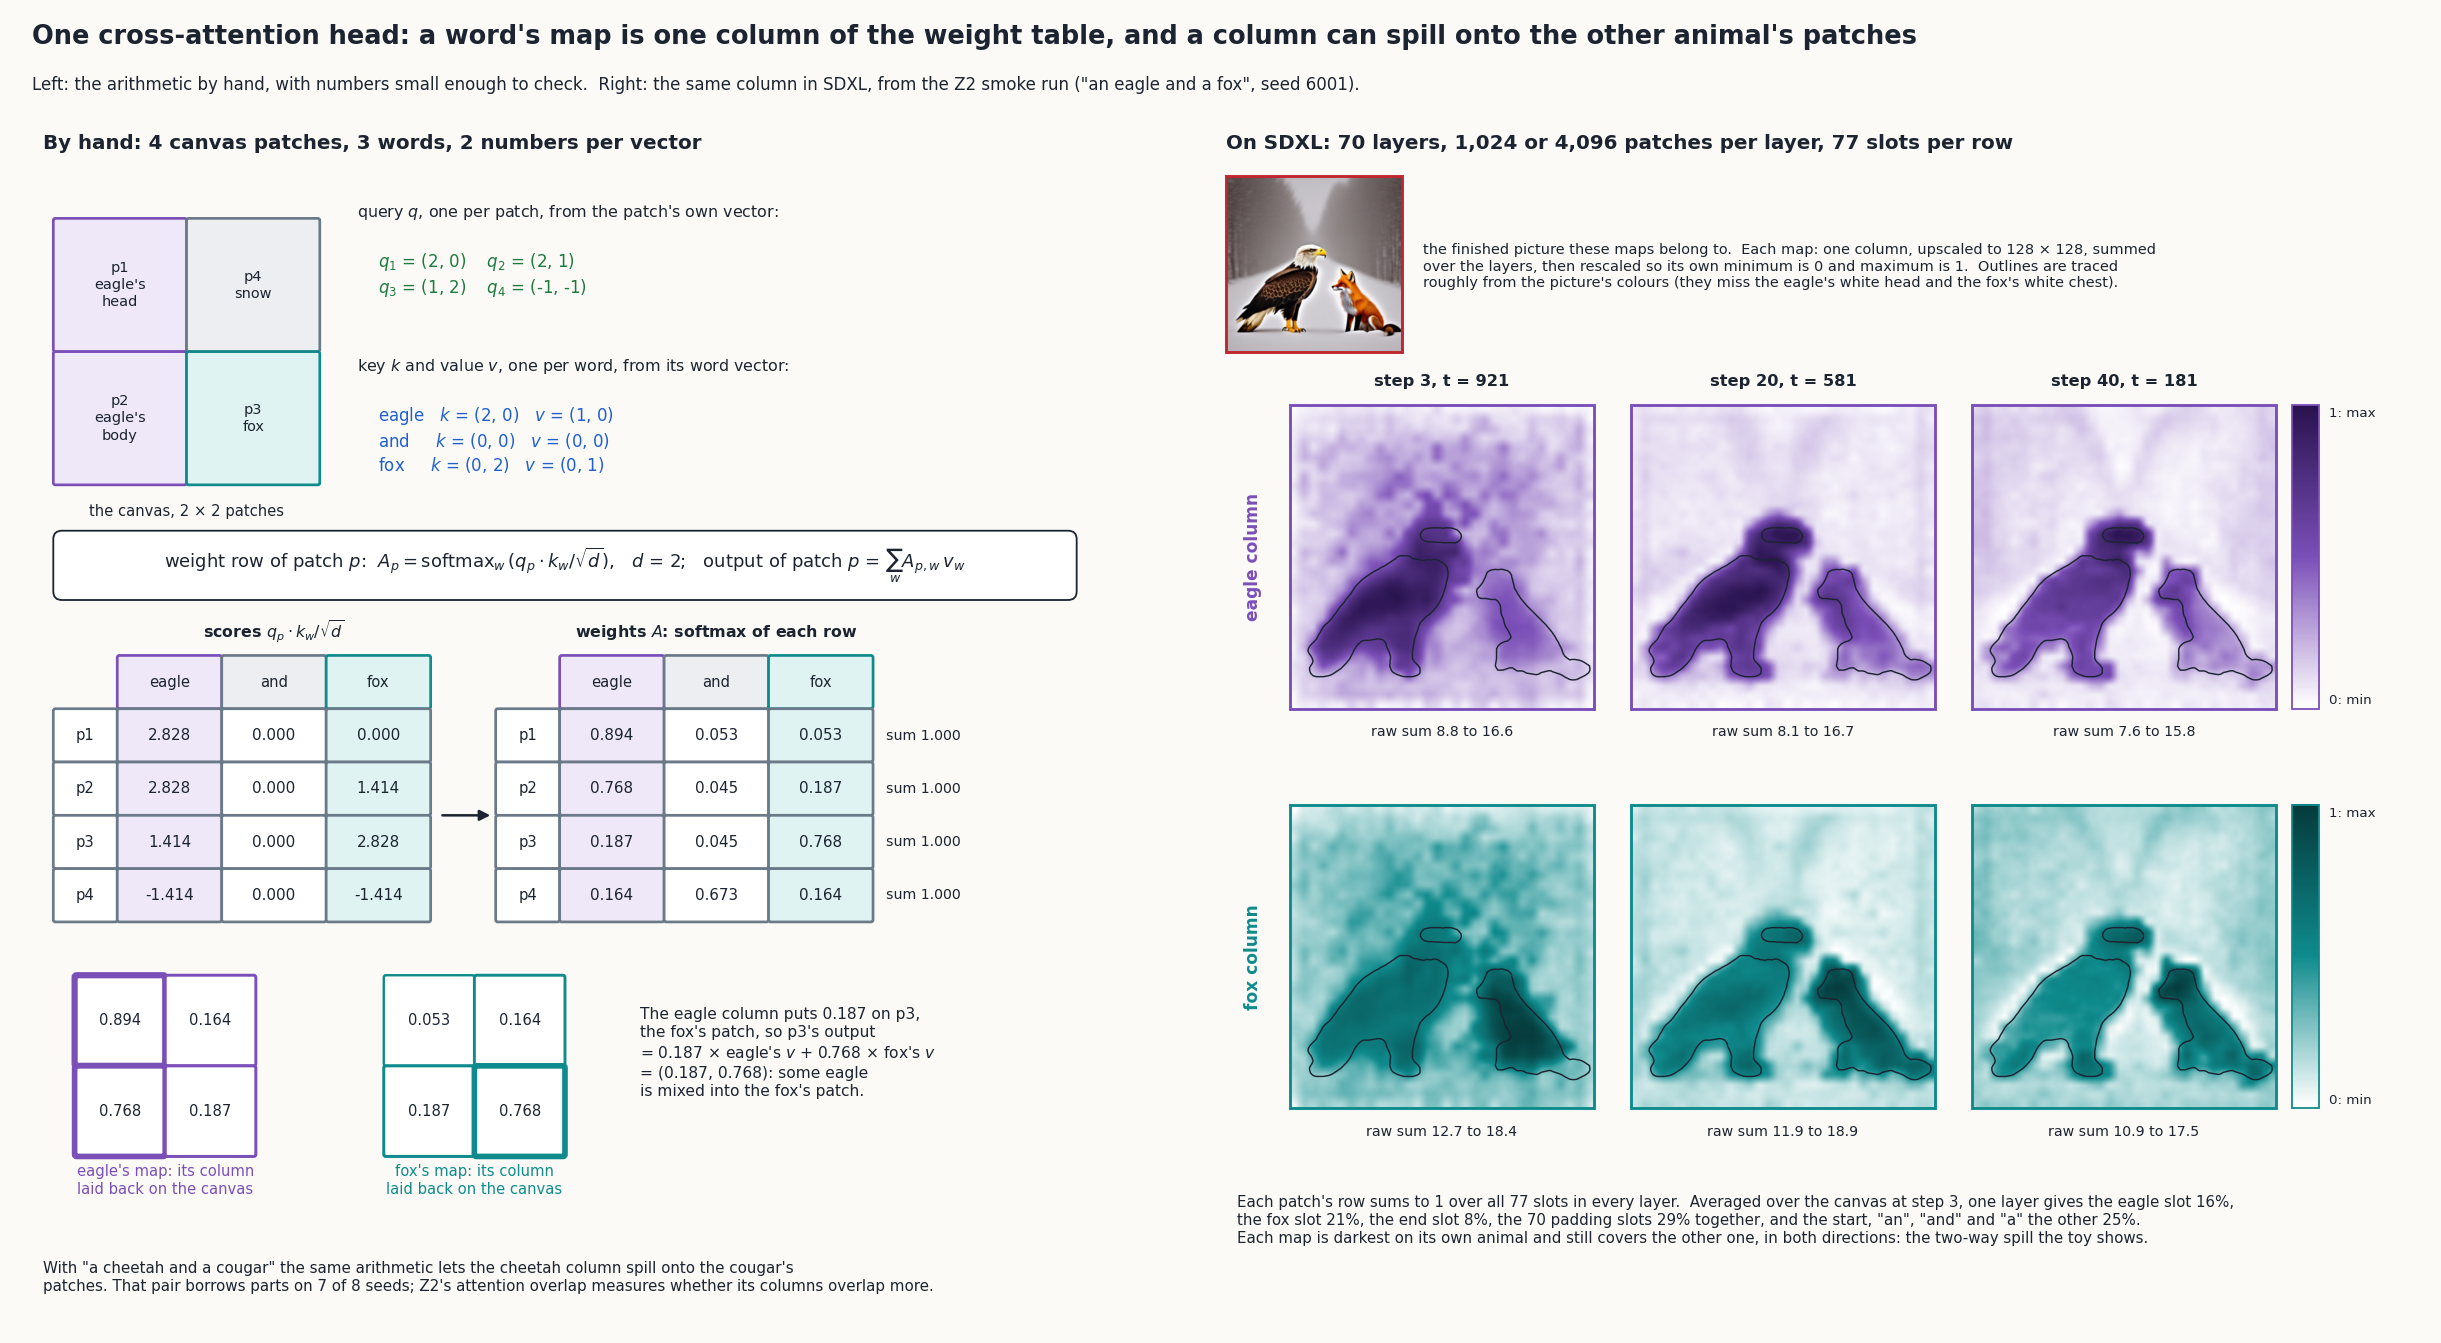 One cross-attention head: a word's map is one column of the weight table, and a column can spill onto the other animal's patches
Left: the arithmetic by hand, with numbers small enough to check.  Right: the same column in SDXL, from the Z2 smoke run ("an eagle and a fox", seed 6001).
By hand: 4 canvas patches, 3 words, 2 numbers per vector
p1
eagle's
head
p4
snow
p2
eagle's
body
p3
fox
the canvas, 2 × 2 patches
query q, one per patch, from the patch's own vector:
q₁ = (2, 0)    q₂ = (2, 1)
q₃ = (1, 2)    q₄ = (-1, -1)
key k and value v, one per word, from its word vector:
eagle   k = (2, 0)   v = (1, 0)
and     k = (0, 0)   v = (0, 0)
fox     k = (0, 2)   v = (0, 1)
weight row of patch p:  A_p = softmax_w (q_p · k_w/√d),   d = 2;   output of patch p = ∑_w A_{p,w} v_w
scores q_p · k_w/√d
eagle and fox
p1 2.828 0.000 0.000
p2 2.828 0.000 1.414
p3 1.414 0.000 2.828
p4 -1.414 0.000 -1.414
weights A: softmax of each row
eagle and fox
p1 0.894 0.053 0.053 sum 1.000
p2 0.768 0.045 0.187 sum 1.000
p3 0.187 0.045 0.768 sum 1.000
p4 0.164 0.673 0.164 sum 1.000
0.894 0.164
0.768 0.187
eagle's map: its column
laid back on the canvas
0.053 0.164
0.187 0.768
fox's map: its column
laid back on the canvas
The eagle column puts 0.187 on p3,
the fox's patch, so p3's output
= 0.187 × eagle's v + 0.768 × fox's v
= (0.187, 0.768): some eagle
is mixed into the fox's patch.
With "a cheetah and a cougar" the same arithmetic lets the cheetah column spill onto the cougar's
patches. That pair borrows parts on 7 of 8 seeds; Z2's attention overlap measures whether its columns overlap more.
On SDXL: 70 layers, 1,024 or 4,096 patches per layer, 77 slots per row
the finished picture these maps belong to.  Each map: one column, upscaled to 128 × 128, summed
over the layers, then rescaled so its own minimum is 0 and maximum is 1.  Outlines are traced
roughly from the picture's colours (they miss the eagle's white head and the fox's white chest).
step 3, t = 921
step 20, t = 581
step 40, t = 181
eagle column
1: max
0: min
raw sum 8.8 to 16.6
raw sum 8.1 to 16.7
raw sum 7.6 to 15.8
fox column
1: max
0: min
raw sum 12.7 to 18.4
raw sum 11.9 to 18.9
raw sum 10.9 to 17.5
Each patch's row sums to 1 over all 77 slots in every layer.  Averaged over the canvas at step 3, one layer gives the eagle slot 16%,
the fox slot 21%, the end slot 8%, the 70 padding slots 29% together, and the start, "an", "and" and "a" the other 25%.
Each map is darkest on its own animal and still covers the other one, in both directions: the two-way spill the toy shows.